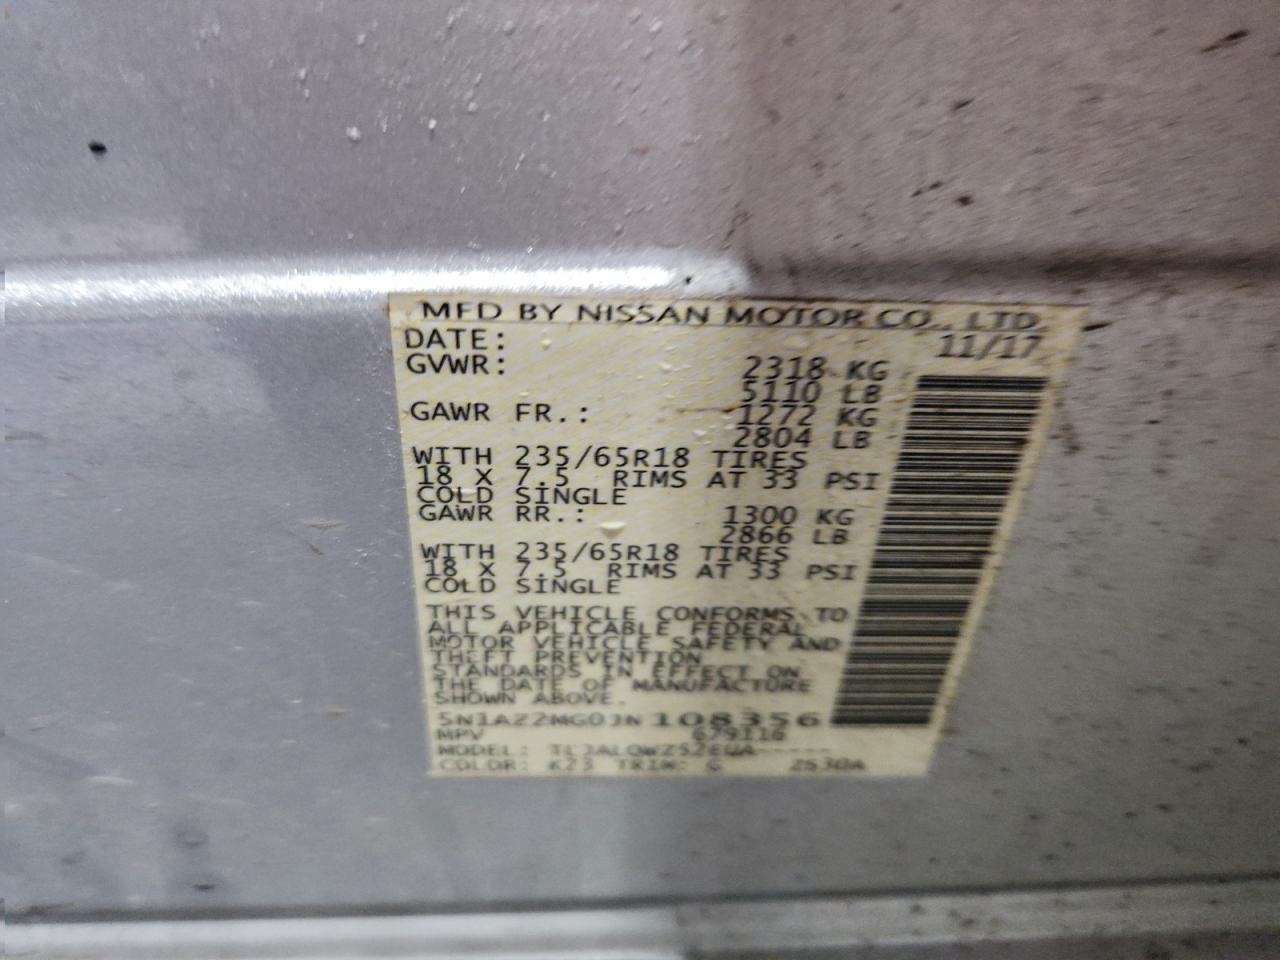 MFD BY NISSAN MOTOR CO., LTD.
DATE: 11/17
GVWR: 2318 KG
5110 LB
GAWR FR.: 1272 KG
2804 LB
WITH 235/65R18 TIRES
18 X 7.5 RIMS AT 33 PSI
COLD SINGLE
GAWR RR.: 1300 KG
2866 LB
WITH 235/65R18 TIRES
18 X 7.5 RIMS AT 33 PSI
COLD SINGLE
THIS VEHICLE CONFORMS TO
ALL APPLICABLE FEDERAL
MOTOR VEHICLE SAFETY AND
THEFT PREVENTION
STANDARDS IN EFFECT ON
THE DATE OF MANUFACTURE
SHOWN ABOVE.
5N1AZ2MG0JN108356
MPV 679116
MODEL:
COLOR: K23 TRIM: G